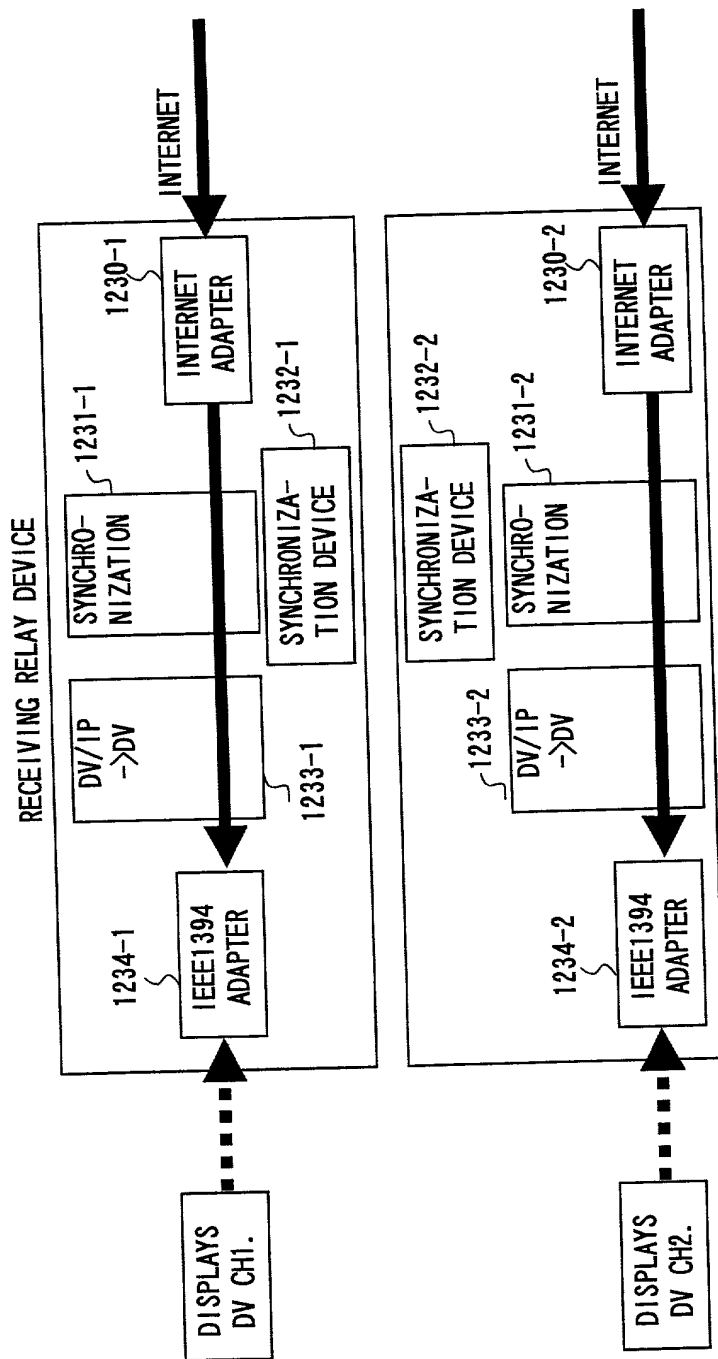 RECEIVING RELAY DEVICE
DISPLAYS
DV CH1.
1234-1
IEEE1394
ADAPTER
DV/IP
->DV
1233-1
SYNCHRO-
NIZATION
1231-1
SYNCHRONIZA-
TION DEVICE
1232-1
INTERNET
ADAPTER
1230-1
INTERNET
DISPLAYS
DV CH2.
1234-2
IEEE1394
ADAPTER
1233-2
DV/IP
->DV
SYNCHRONIZA-
TION DEVICE
1232-2
SYNCHRO-
NIZATION
1231-2
INTERNET
ADAPTER
1230-2
INTERNET